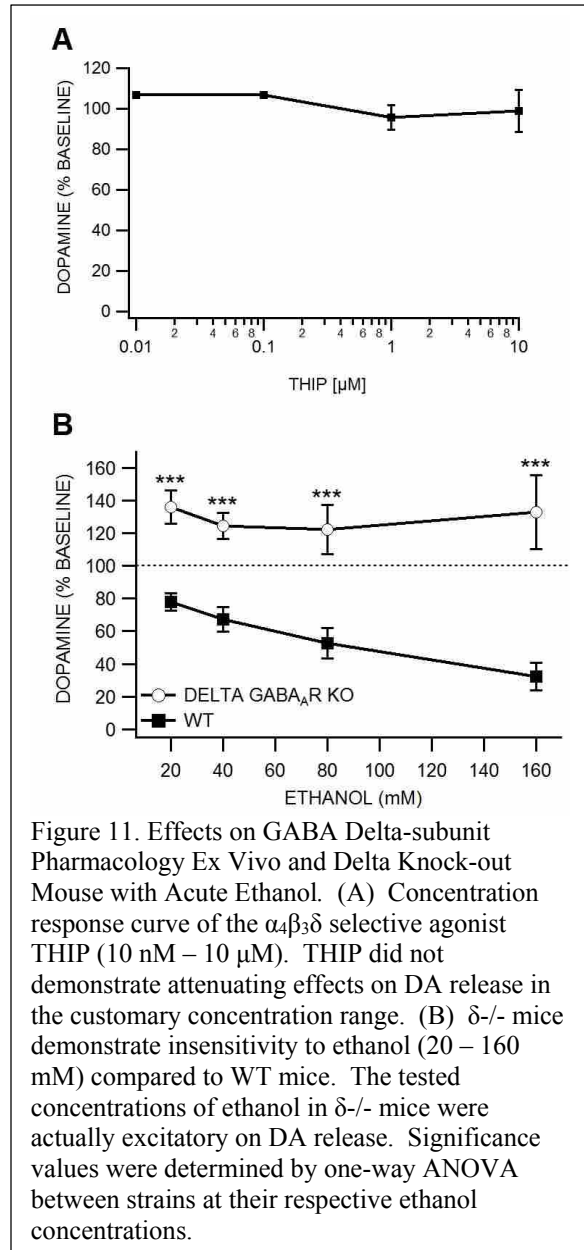 A
DOPAMINE (% BASELINE)
120
100
80
60
40
20
0
0.01 2 4 6 8 0.1 2 4 6 8 1 2 4 6 8 10
THIP [µM]
B
DOPAMINE (% BASELINE)
160
140
120
100
80
60
40
20
0
*** *** *** ***
DELTA GABA_AR KO
WT
20 40 60 80 100 120 140 160
ETHANOL (mM)
Figure 11. Effects on GABA Delta-subunit
Pharmacology Ex Vivo and Delta Knock-out
Mouse with Acute Ethanol. (A) Concentration
response curve of the α₄β₃δ selective agonist
THIP (10 nM – 10 µM). THIP did not
demonstrate attenuating effects on DA release in
the customary concentration range. (B) δ-/- mice
demonstrate insensitivity to ethanol (20 – 160
mM) compared to WT mice. The tested
concentrations of ethanol in δ-/- mice were
actually excitatory on DA release. Significance
values were determined by one-way ANOVA
between strains at their respective ethanol
concentrations.